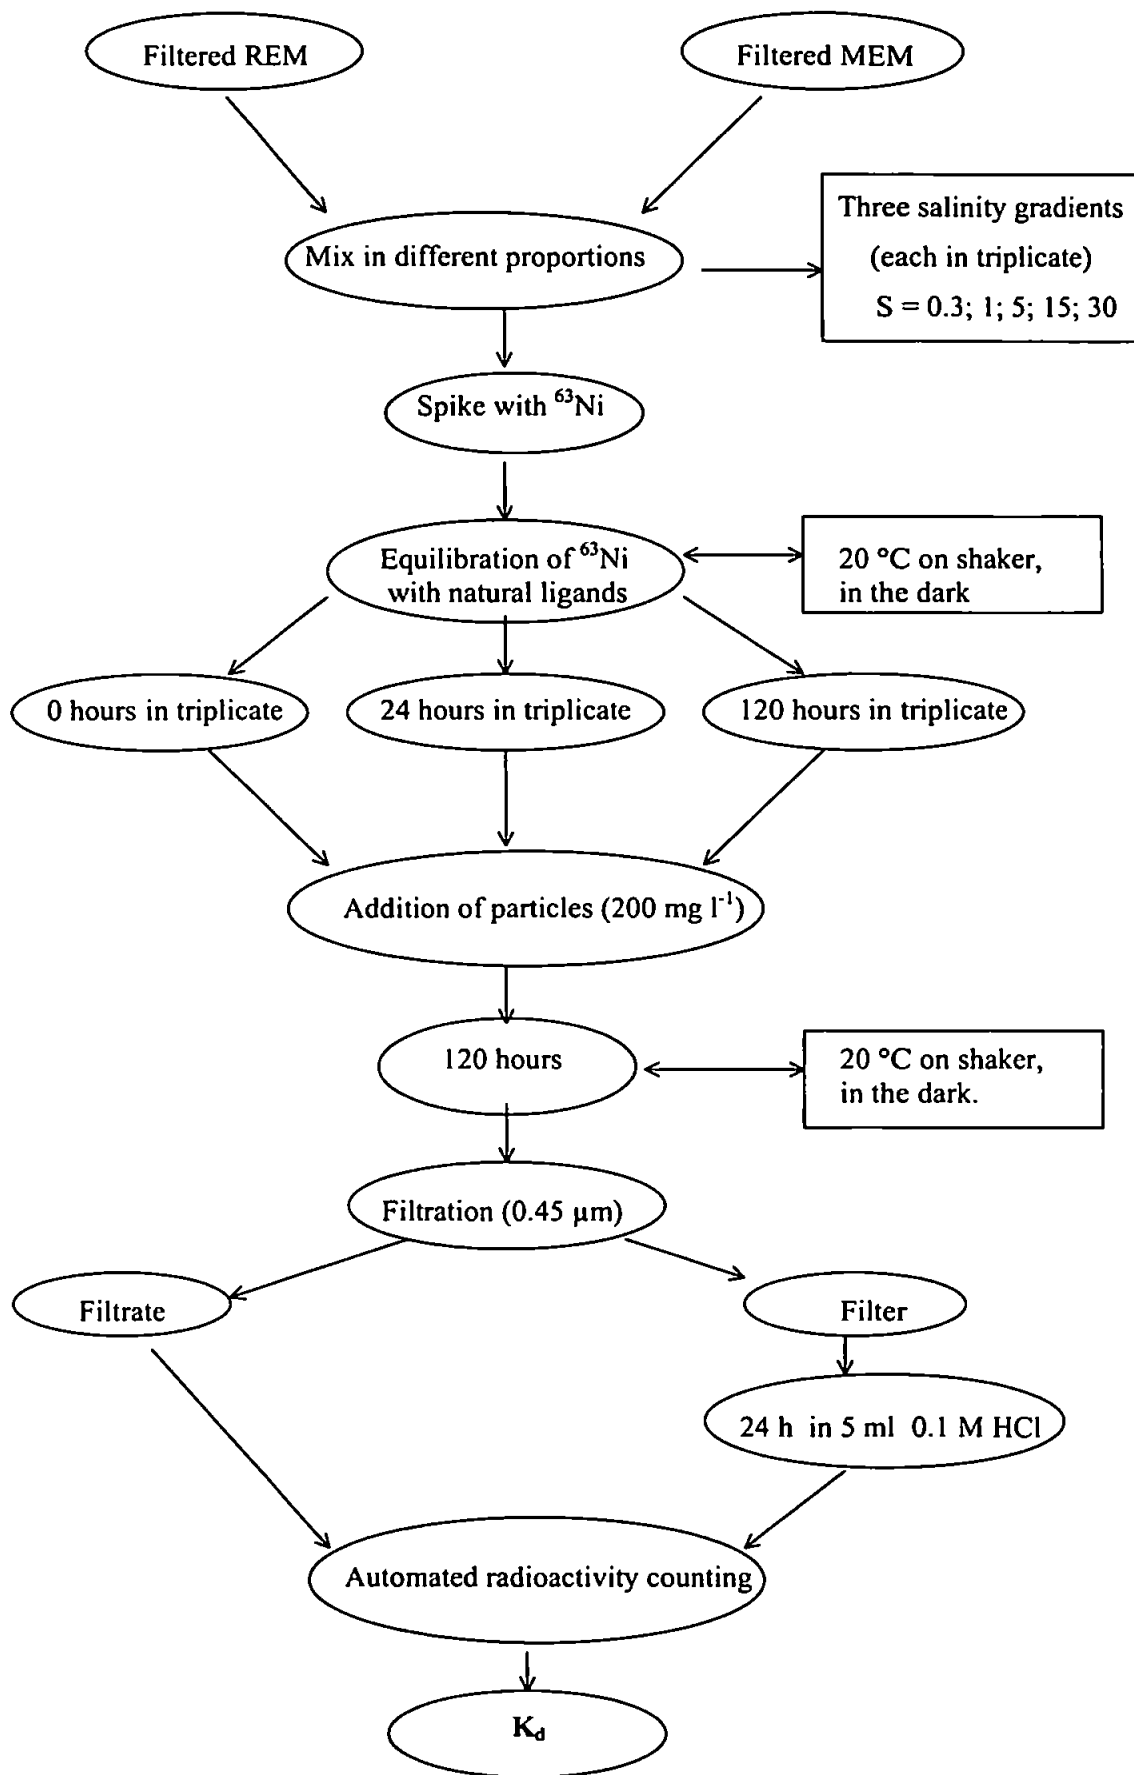 Filtered REM
Filtered MEM
Three salinity gradients
(each in triplicate)
S = 0.3; 1; 5; 15; 30
Mix in different proportions
Spike with ⁶³Ni
Equilibration of ⁶³Ni
with natural ligands
20 °C on shaker,
in the dark
0 hours in triplicate
24 hours in triplicate
120 hours in triplicate
Addition of particles (200 mg l⁻¹)
120 hours
20 °C on shaker,
in the dark.
Filtration (0.45 µm)
Filtrate
Filter
24 h in 5 ml 0.1 M HCl
Automated radioactivity counting
K_d